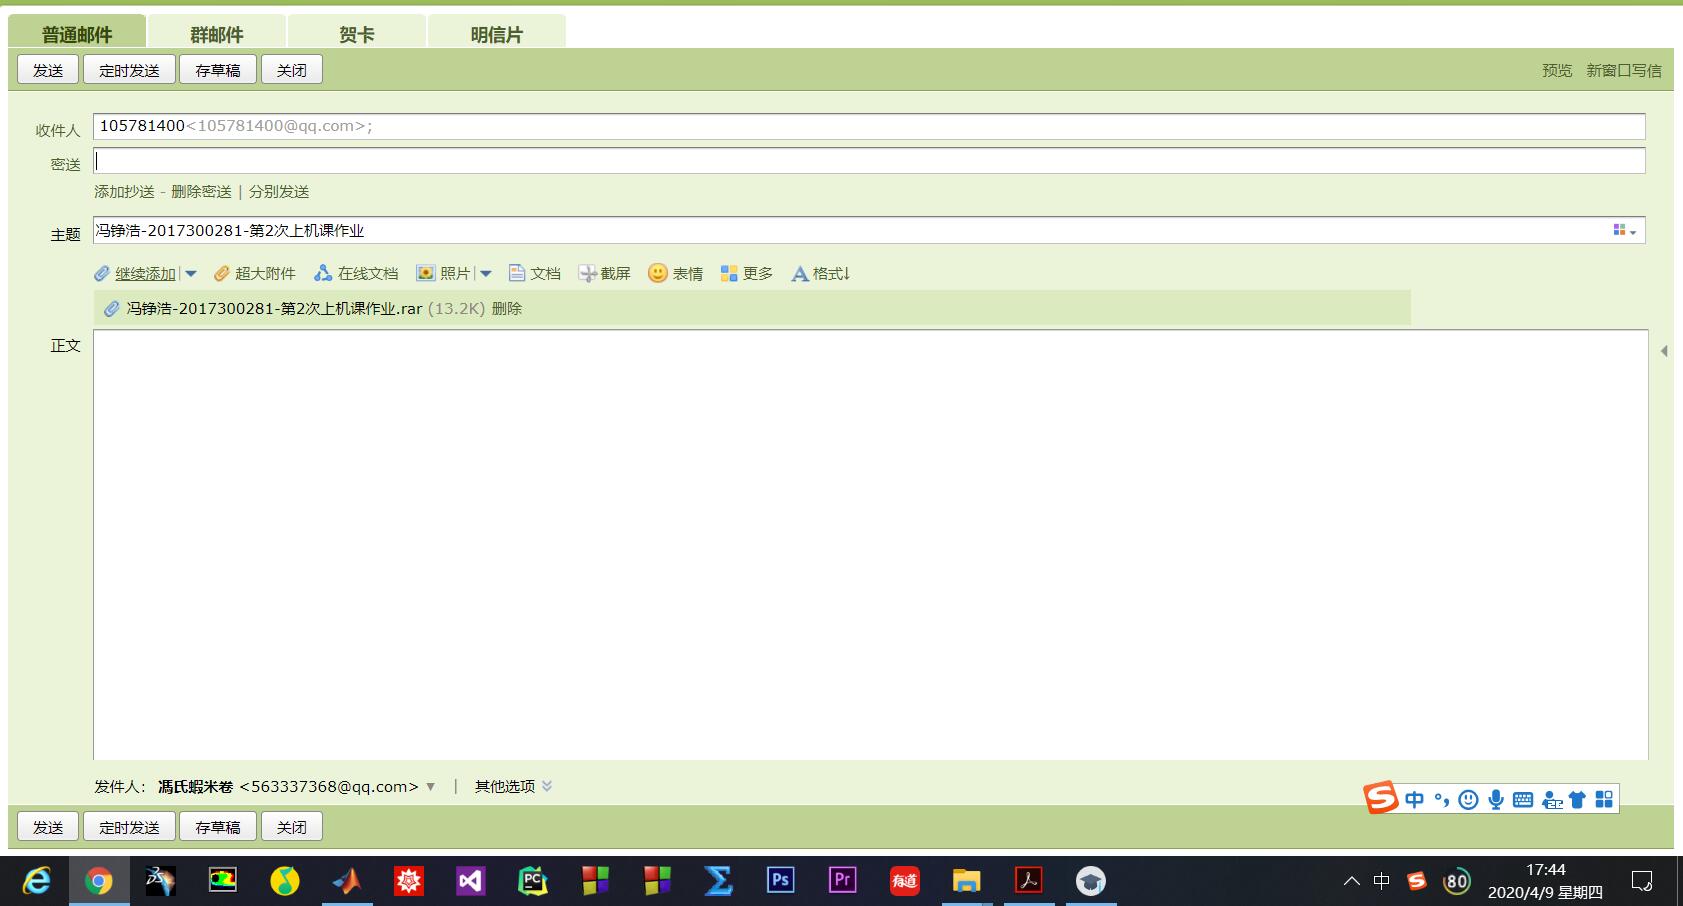 普通邮件 群邮件 贺卡 明信片
发送 定时发送 存草稿 关闭 预览 新窗口写信
收件人 105781400<105781400@qq.com>;
密送
添加抄送 - 删除密送 | 分别发送
主题 冯铮浩-2017300281-第2次上机课作业
继续添加 | 超大附件 在线文档 照片 | 文档 截屏 表情 更多 格式↓
冯铮浩-2017300281-第2次上机课作业.rar (13.2K) 删除
正文
发件人： 馮氏蝦米卷 <563337368@qq.com> | 其他选项
中
发送 定时发送 存草稿 关闭
PC Ps Pr 有道 中 80 17:44
2020/4/9 星期四